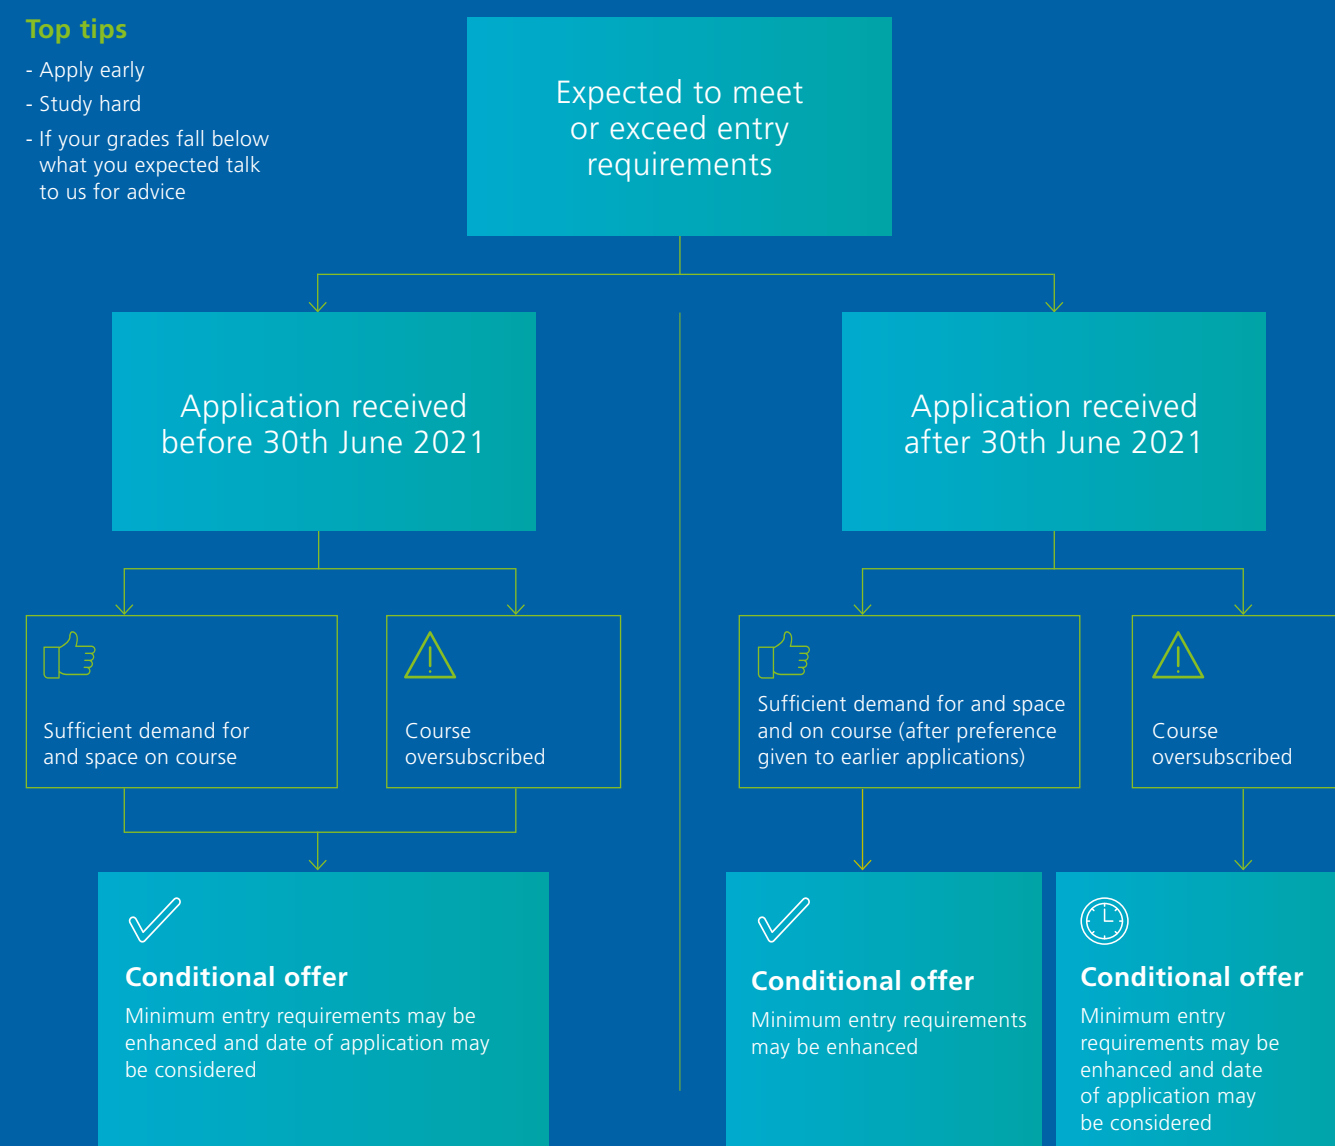 Top tips
- Apply early
- Study hard
- If your grades fall below
what you expected talk
to us for advice
Expected to meet
or exceed entry
requirements
Application received
before 30th June 2021
Application received
after 30th June 2021
Sufficient demand for
and space on course
Course
oversubscribed
Sufficient demand for and space
and on course (after preference
given to earlier applications)
Course
oversubscribed
Conditional offer
Minimum entry requirements may be
enhanced and date of application may
be considered
Conditional offer
Minimum entry requirements
may be enhanced
Conditional offer
Minimum entry
requirements may be
enhanced and date
of application may
be considered